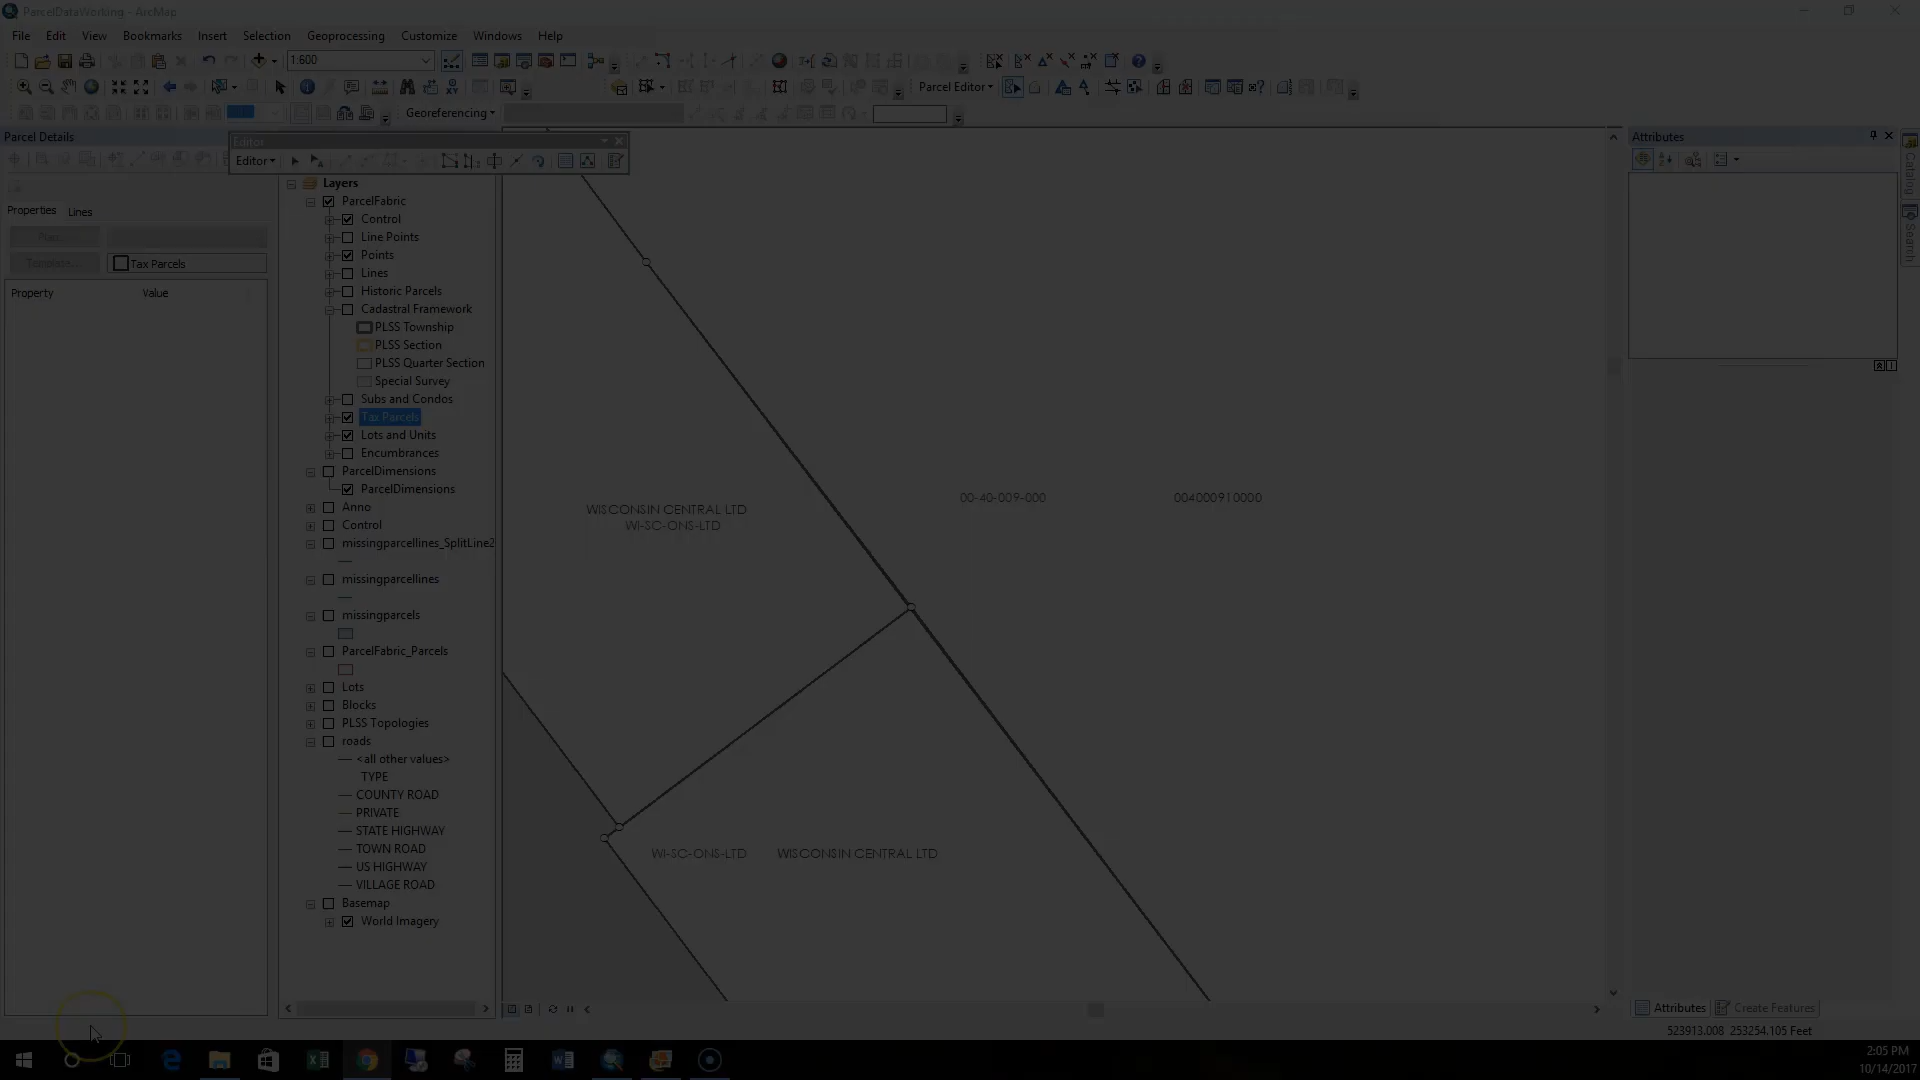 ParcelDataWorking - ArcMap
File Edit View Bookmarks Insert Selection Geoprocessing Customize Windows Help
1:600
Parcel Editor
Georeferencing
Parcel Details
Editor
Editor
Attributes
Catalog
Search
Properties Lines
Plan...
Template...
Tax Parcels
Property Value
Layers
ParcelFabric
Control
Line Points
Points
Lines
Historic Parcels
Cadastral Framework
PLSS Township
PLSS Section
PLSS Quarter Section
Special Survey
Subs and Condos
Tax Parcels
Lots and Units
Encumbrances
ParcelDimensions
ParcelDimensions
Anno
Control
missingparcellines_SplitLine2
missingparcellines
missingparcels
ParcelFabric_Parcels
Lots
Blocks
PLSS Topologies
roads
<all other values>
TYPE
COUNTY ROAD
PRIVATE
STATE HIGHWAY
TOWN ROAD
US HIGHWAY
VILLAGE ROAD
Basemap
World Imagery
WISCONSIN CENTRAL LTD
WI-SC-ONS-LTD
00-40-009-000
004000910000
WI-SC-ONS-LTD
WISCONSIN CENTRAL LTD
Attributes Create Features
523913.008 253254.105 Feet
2:05 PM
10/14/2017